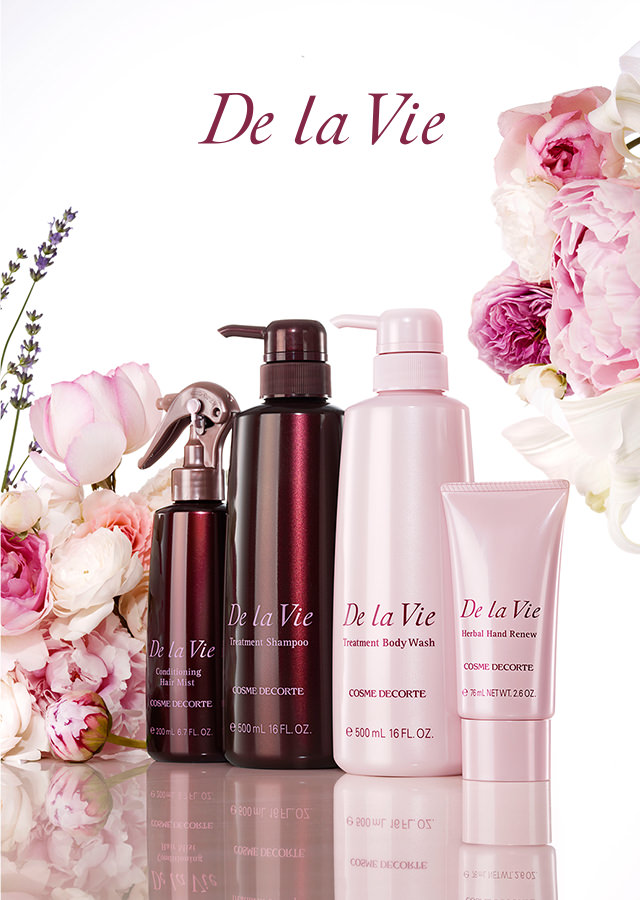 De la Vie
De la Vie
Conditioning
Hair Mist
COSME DECORTE
℮ 200 mL 6.7 FL. OZ.
De la Vie
Treatment Shampoo
COSME DECORTE
℮ 500 mL 16 FL. OZ.
De la Vie
Treatment Body Wash
COSME DECORTE
℮ 500 mL 16 FL. OZ.
De la Vie
Herbal Hand Renew
COSME DECORTE
℮ 76 mL NET WT. 2.6 OZ.